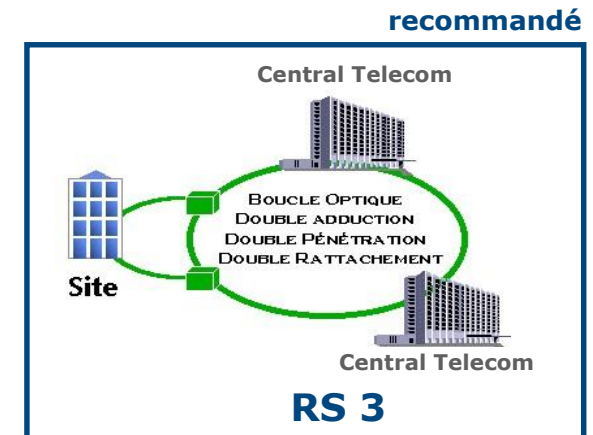 recommandé
Central Telecom
BOUCLE OPTIQUE
DOUBLE ADDUCTION
DOUBLE PÉNÉTRATION
DOUBLE RATTACHEMENT
Site
Central Telecom
RS 3